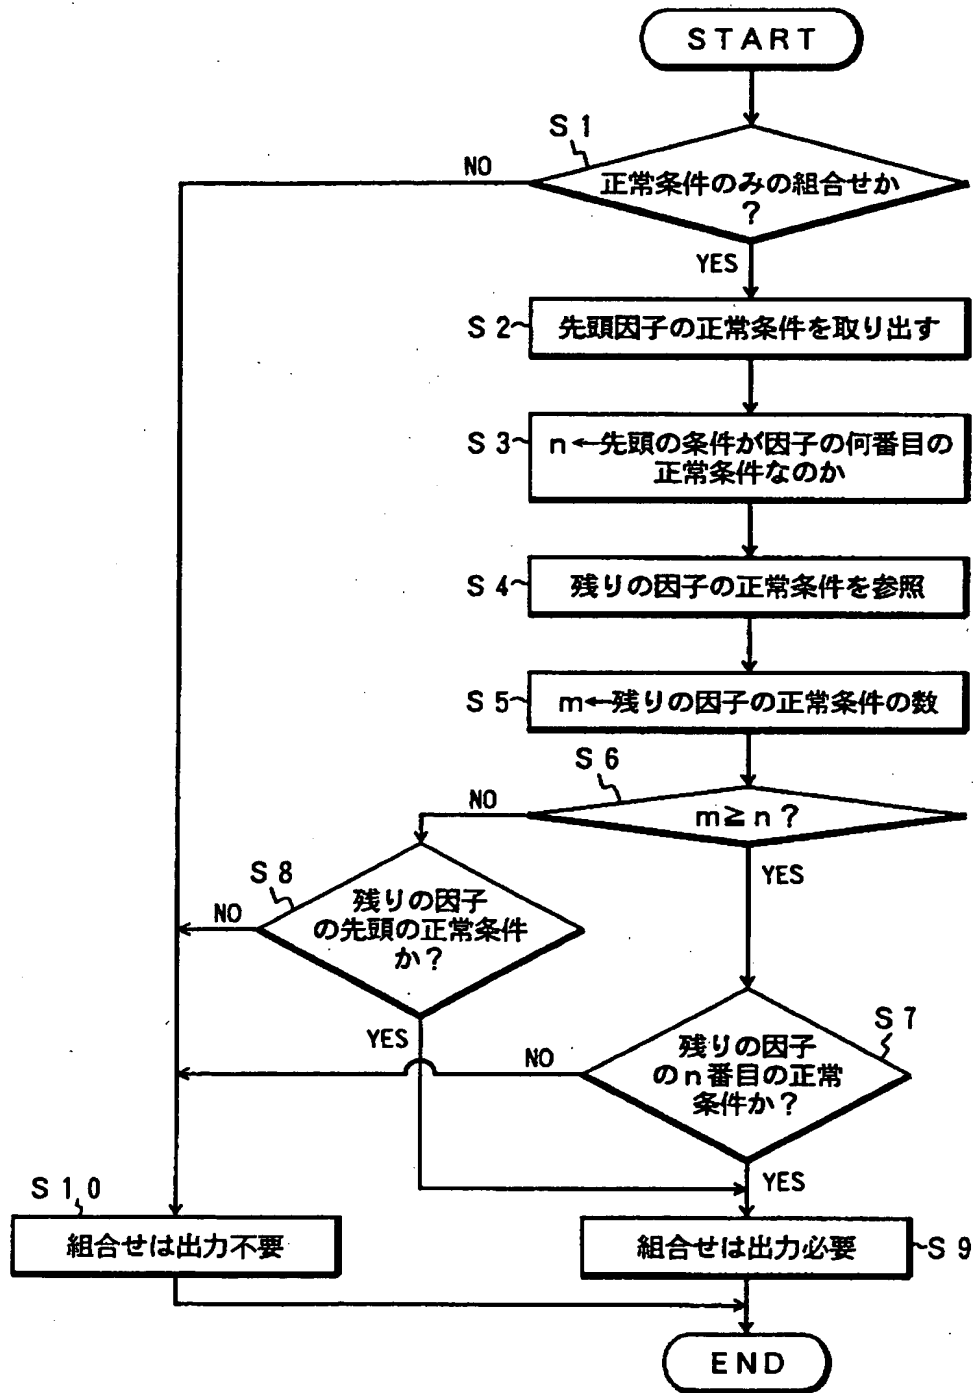 START
S1
NO
正常条件のみの組合せか
?
YES
S2 先頭因子の正常条件を取り出す
S3 n←先頭の条件が因子の何番目の
正常条件なのか
S4 残りの因子の正常条件を参照
S5 m←残りの因子の正常条件の数
S6
NO
m≧n?
YES
S8
残りの因子
の先頭の正常条件
か?
NO
YES
S7
残りの因子
のn番目の正常
条件か?
NO
YES
S10
組合せは出力不要
組合せは出力必要 S9
END